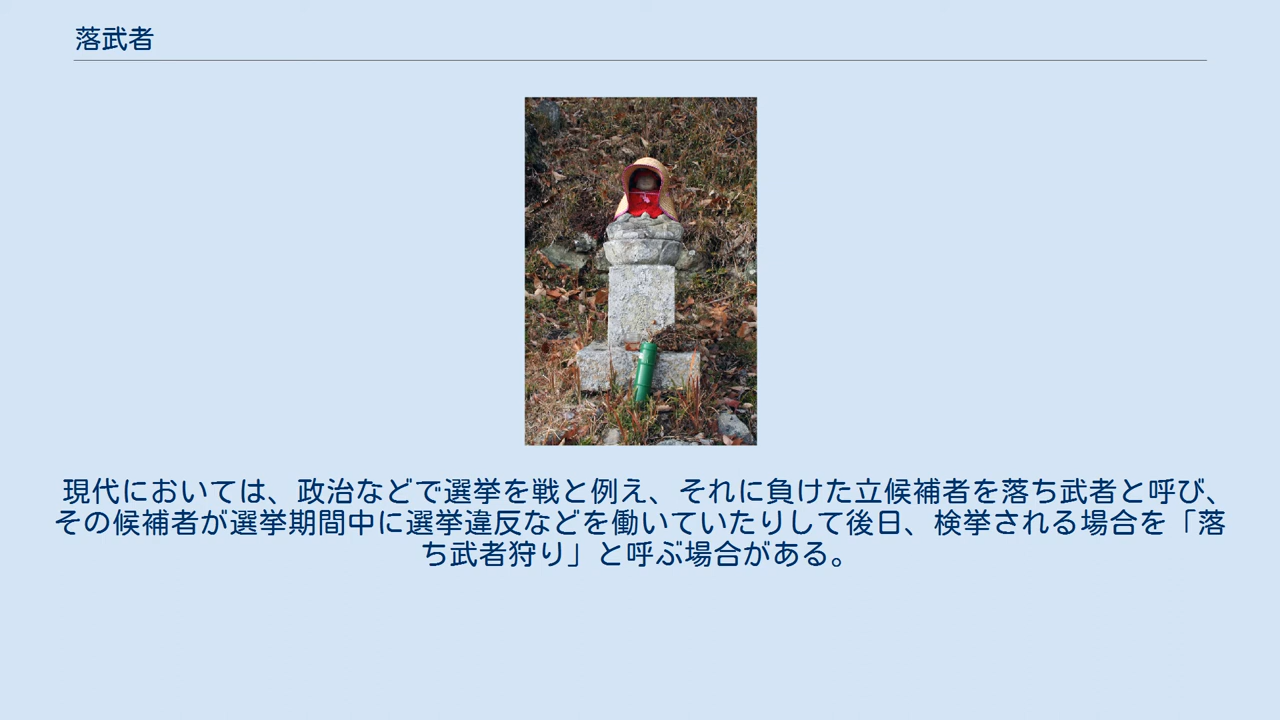 落武者
現代においては、政治などで選挙を戦と例え、それに負けた立候補者を落ち武者と呼び、
その候補者が選挙期間中に選挙違反などを働いていたりして後日、検挙される場合を「落
ち武者狩り」と呼ぶ場合がある。